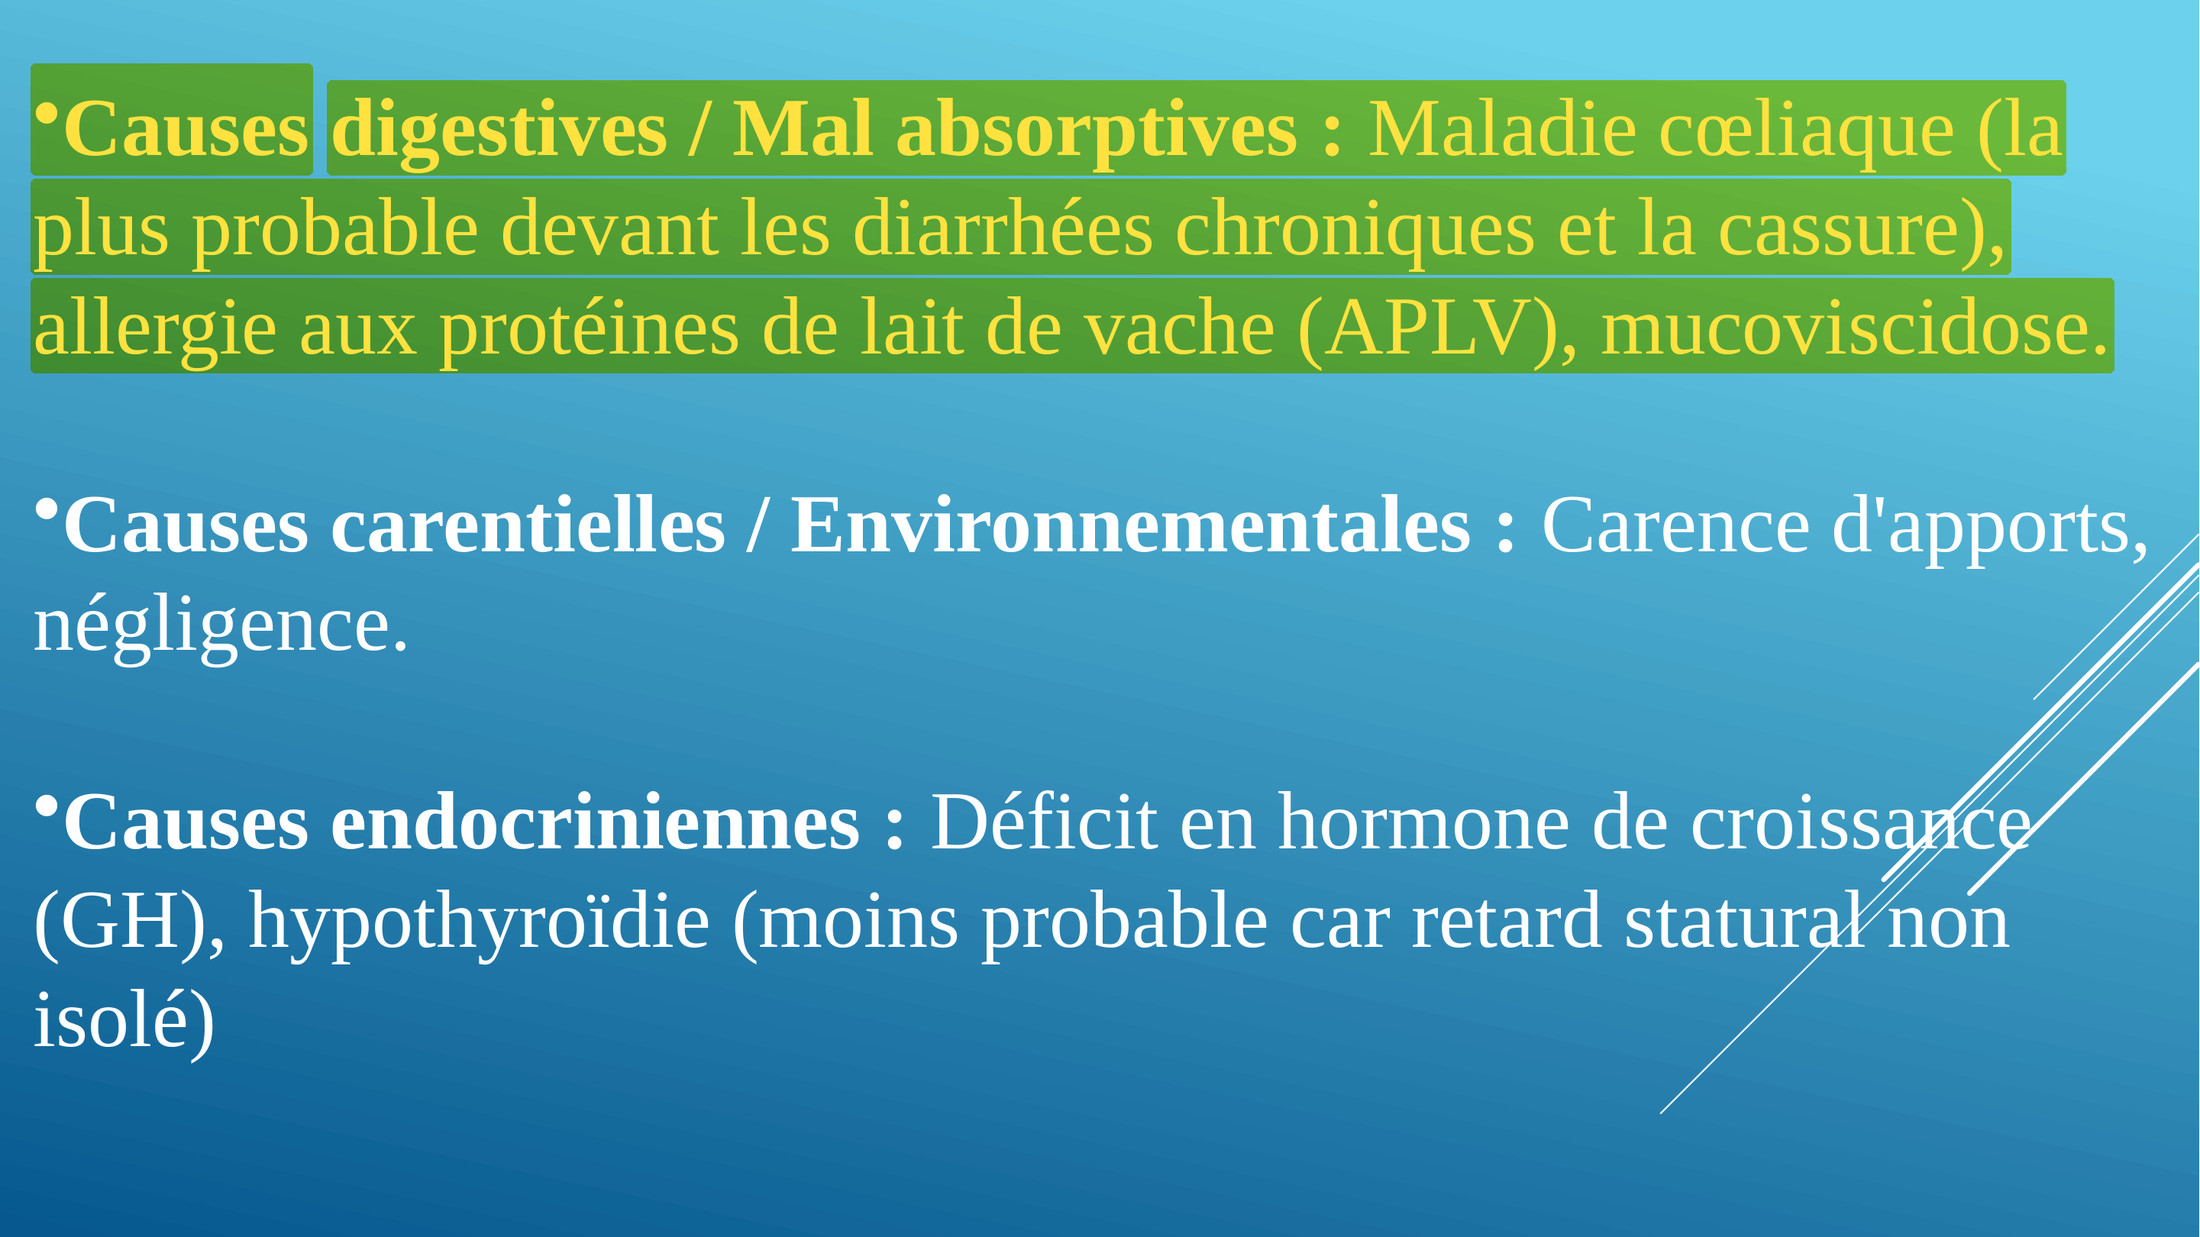 •Causes digestives / Mal absorptives : Maladie cœliaque (la
plus probable devant les diarrhées chroniques et la cassure),
allergie aux protéines de lait de vache (APLV), mucoviscidose.
•Causes carentielles / Environnementales : Carence d'apports,
négligence.
•Causes endocriniennes : Déficit en hormone de croissance
(GH), hypothyroïdie (moins probable car retard statural non
isolé)